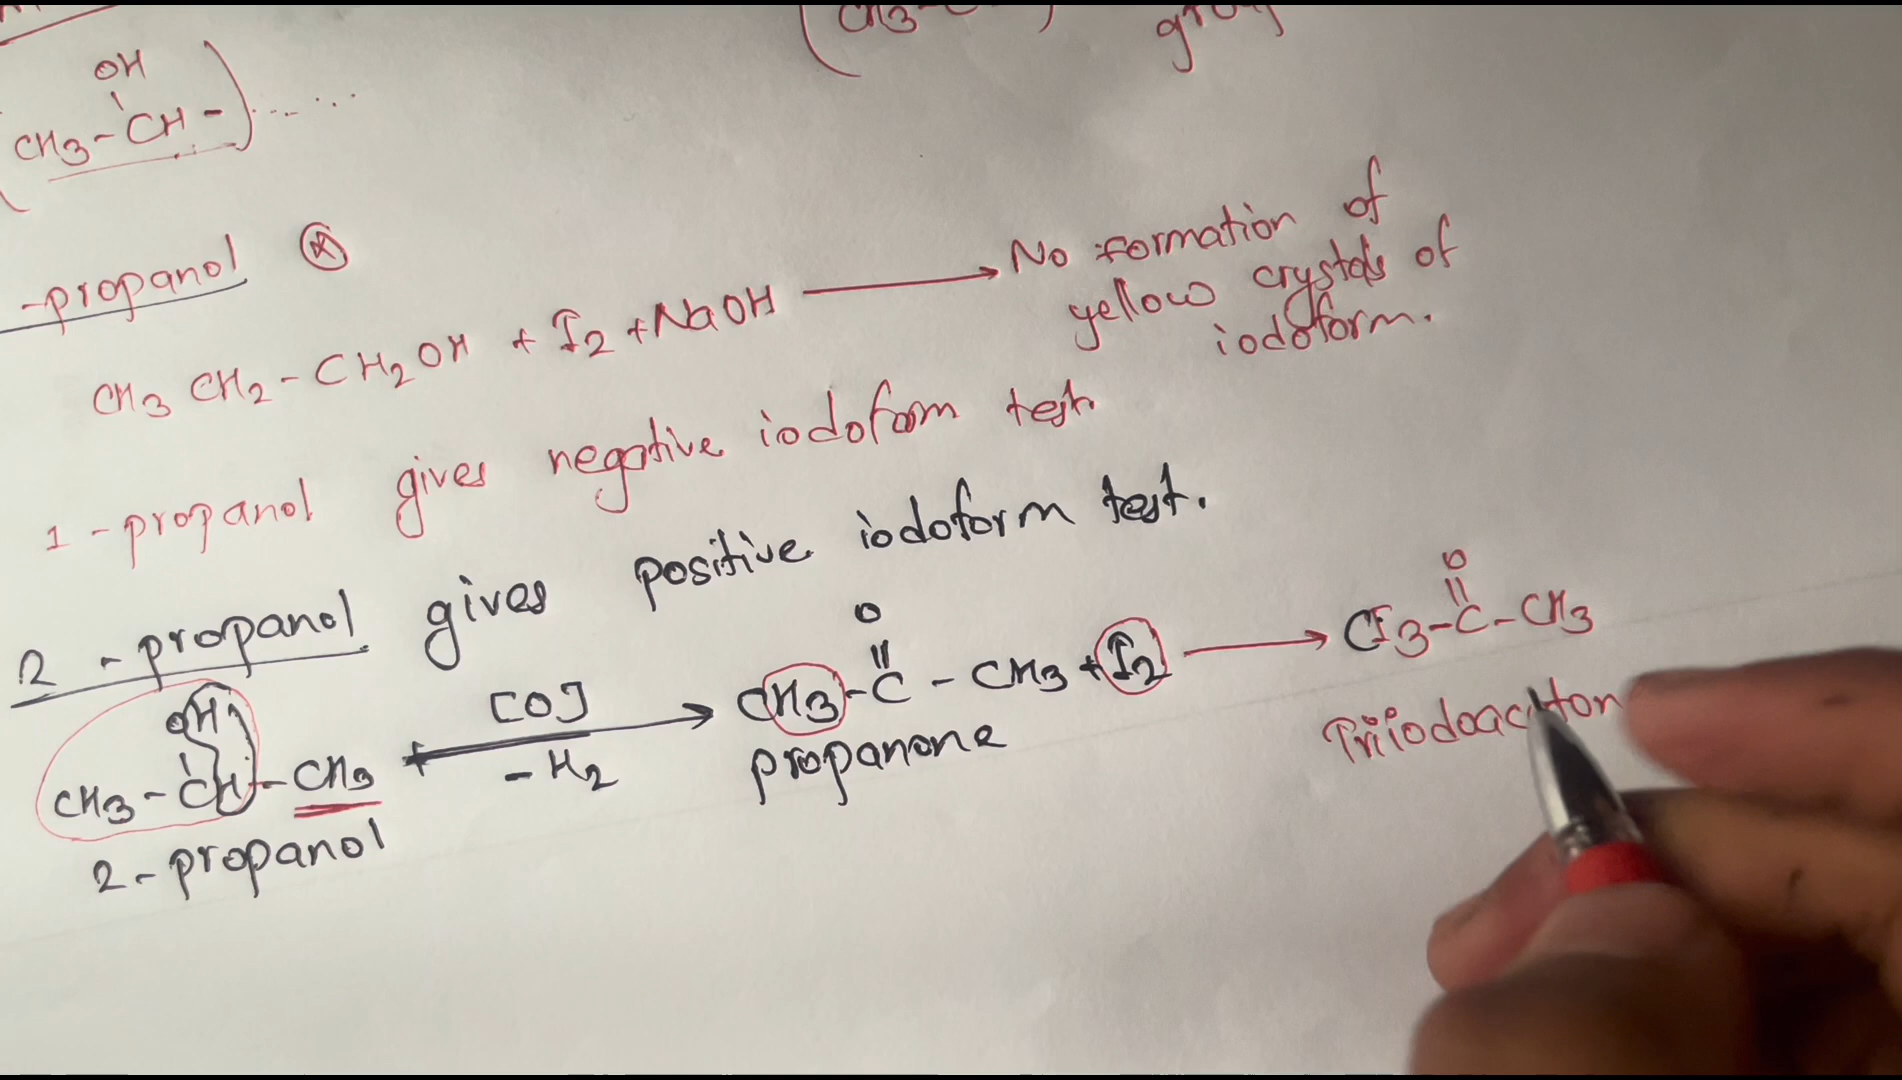 (CH3-C
group
OH
CH3-CH-)......
-propanol
CH3 CH2-CH2OH + I2 +NaOH → No formation of
yellow crystals of
iodoform.
1-propanol gives negative iodoform test.
2-propanol gives positive iodoform test.
OH
CH3-CH-CH3
[O]
-H2
O
CH3-C-CH3 + I2 →
O
CI3-C-CH3
2-propanol
propanone